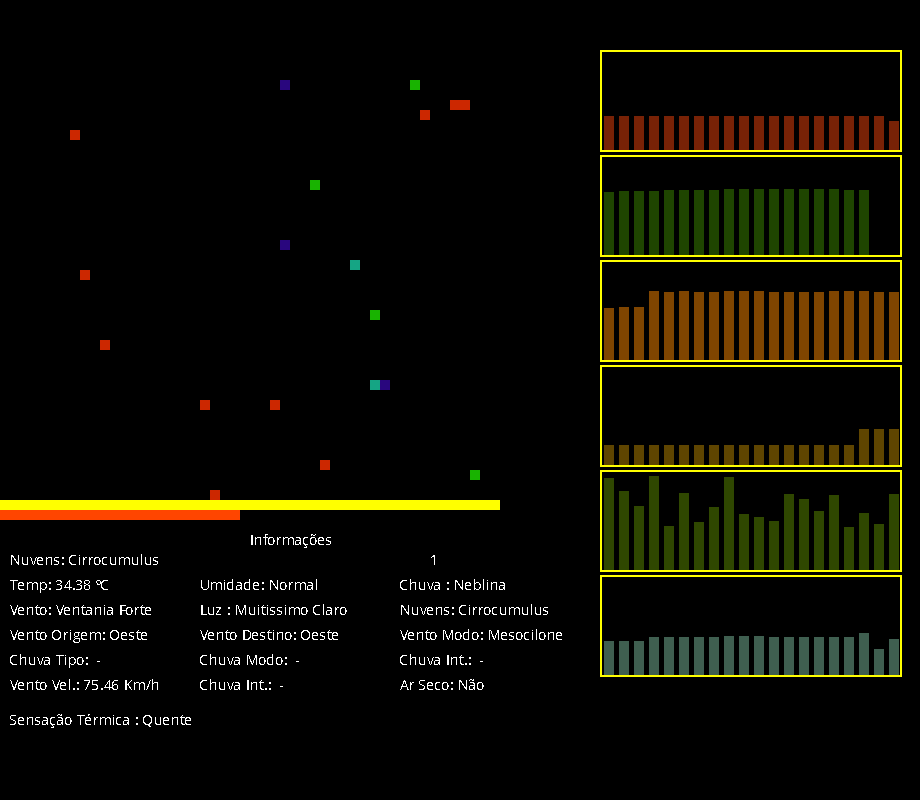 Informações
Nuvens: Cirrocumulus 1
Temp: 34.38 ºC Umidade: Normal Chuva : Neblina
Vento: Ventania Forte Luz : Muitissimo Claro Nuvens: Cirrocumulus
Vento Origem: Oeste Vento Destino: Oeste Vento Modo: Mesocilone
Chuva Tipo: - Chuva Modo: - Chuva Int.: -
Vento Vel.: 75.46 Km/h Chuva Int.: - Ar Seco: Não
Sensação Térmica : Quente